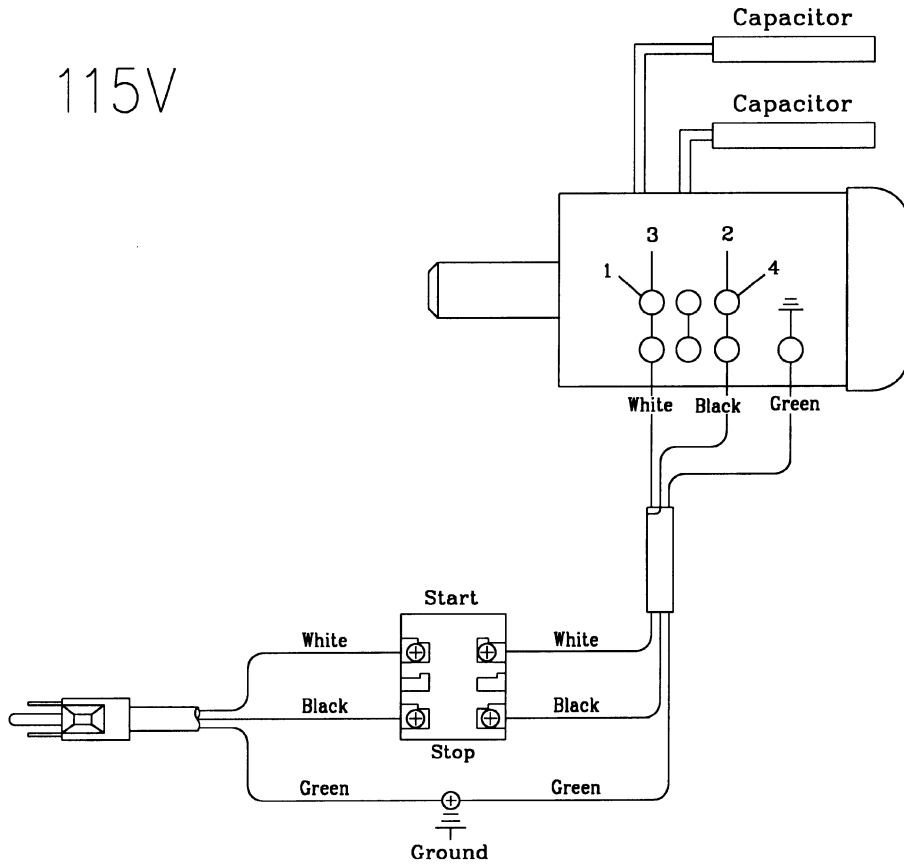 Capacitor
115V
Capacitor
3 2
1 4
White Black Green
Start
White White
Black Black
Stop
Green Green
Ground